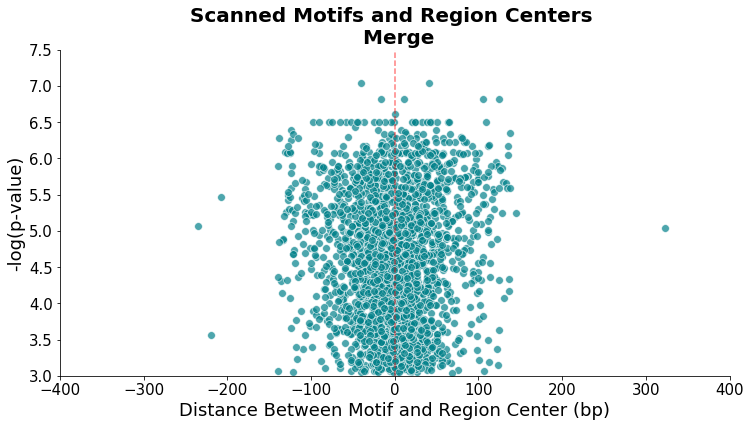 Scanned Motifs and Region Centers
Merge
-log(p-value)
7.5
7.0
6.5
6.0
5.5
5.0
4.5
4.0
3.5
3.0
−400 −300 −200 −100 0 100 200 300 400
Distance Between Motif and Region Center (bp)